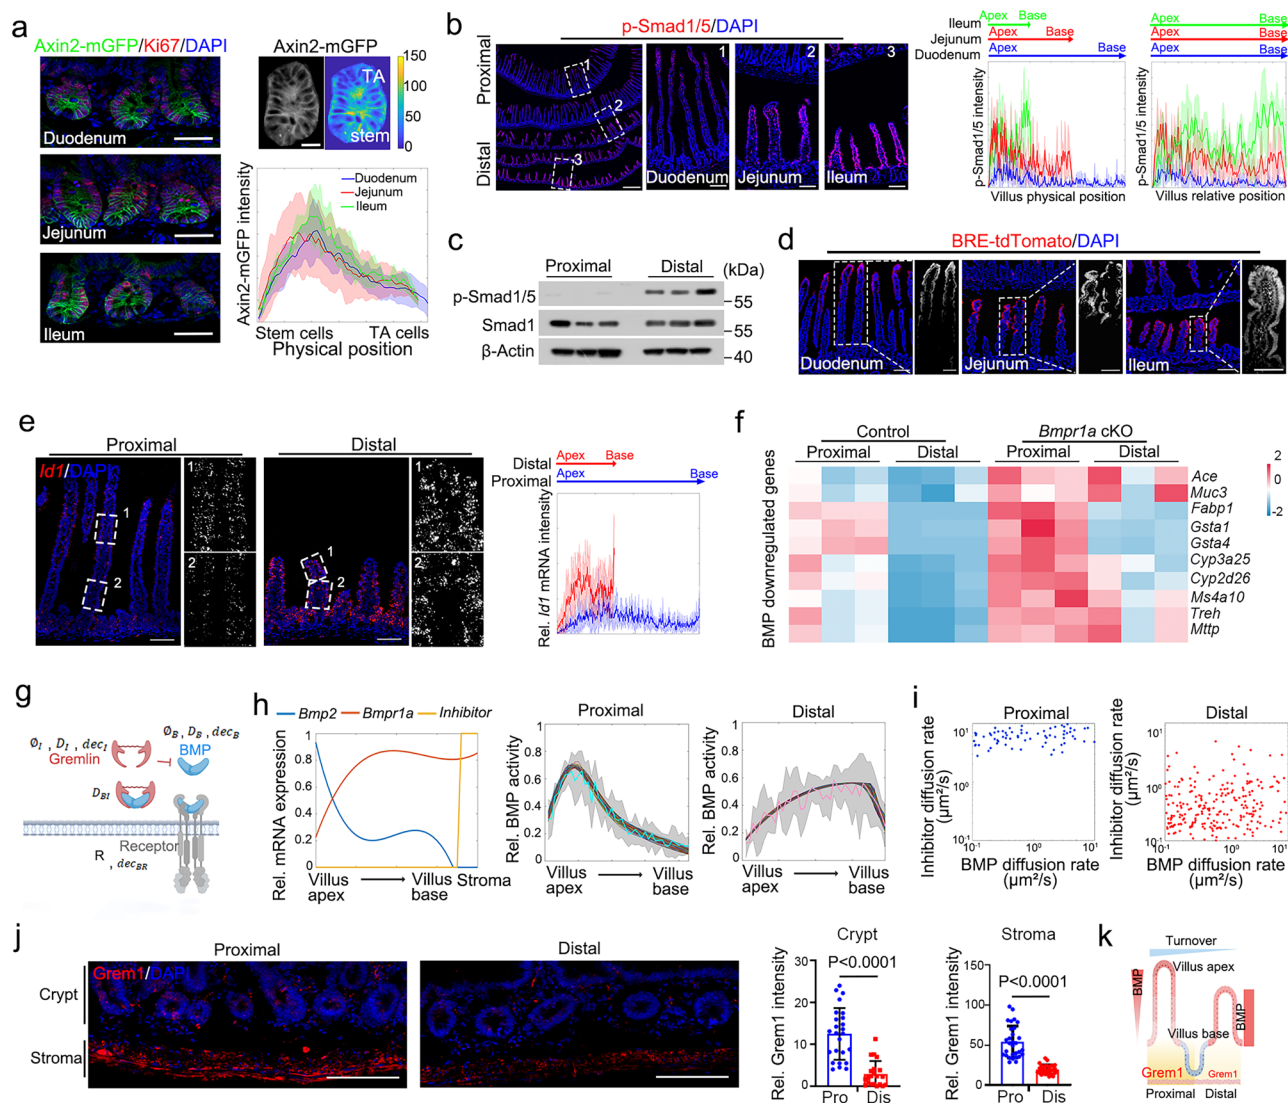 a
Axin2-mGFP/Ki67/DAPI
Duodenum
Jejunum
Ileum
Axin2-mGFP
TA
stem
150
100
50
0
Axin2-mGFP intensity
Duodenum
Jejunum
Ileum
Stem cells TA cells
Physical position
b
p-Smad1/5/DAPI
Proximal
Distal
1
2
3
1
Duodenum
2
Jejunum
3
Ileum
Ileum
Apex Base
Jejunum
Apex Base
Duodenum
Apex Base
p-Smad1/5 intensity
Villus physical position
Apex Base
Apex Base
Apex Base
p-Smad1/5 intensity
Villus relative position
c
Proximal Distal (kDa)
p-Smad1/5
55
Smad1
55
β-Actin
40
d
BRE-tdTomato/DAPI
Duodenum
Jejunum
Ileum
e
Proximal
Id1/DAPI
1
2
1
2
Distal
1
2
1
2
Distal
Apex Base
Proximal
Apex Base
Rel. Id1 mRNA intensity
f
Control Bmpr1a cKO
Proximal Distal Proximal Distal
BMP downregulated genes
Ace
Muc3
Fabp1
Gsta1
Gsta4
Cyp3a25
Cyp2d26
Ms4a10
Treh
Mttp
2
0
-2
g
∅I , DI , decI
Gremlin
∅B , DB , decB
BMP
DBI
Receptor
R , decBR
h
Bmp2 Bmpr1a Inhibitor
Rel. mRNA expression
1
0.8
0.6
0.4
0.2
0
Villus apex
Villus base
Stroma
Proximal
Rel. BMP activity
1
0.8
0.6
0.4
0.2
0
Villus apex
Villus base
Distal
Rel. BMP activity
1
0.8
0.6
0.4
0.2
0
Villus apex
Villus base
i
Proximal
Inhibitor diffusion rate (µm²/s)
BMP diffusion rate (µm²/s)
Distal
Inhibitor diffusion rate (µm²/s)
BMP diffusion rate (µm²/s)
j
Proximal
Grem1/DAPI
Crypt
Stroma
Distal
Crypt
P<0.0001
Rel. Grem1 intensity
30
20
10
0
Pro Dis
Stroma
P<0.0001
Rel. Grem1 intensity
150
100
50
0
Pro Dis
k
Turnover
Villus apex
BMP
BMP
Villus base
Grem1
Grem1
Proximal Distal